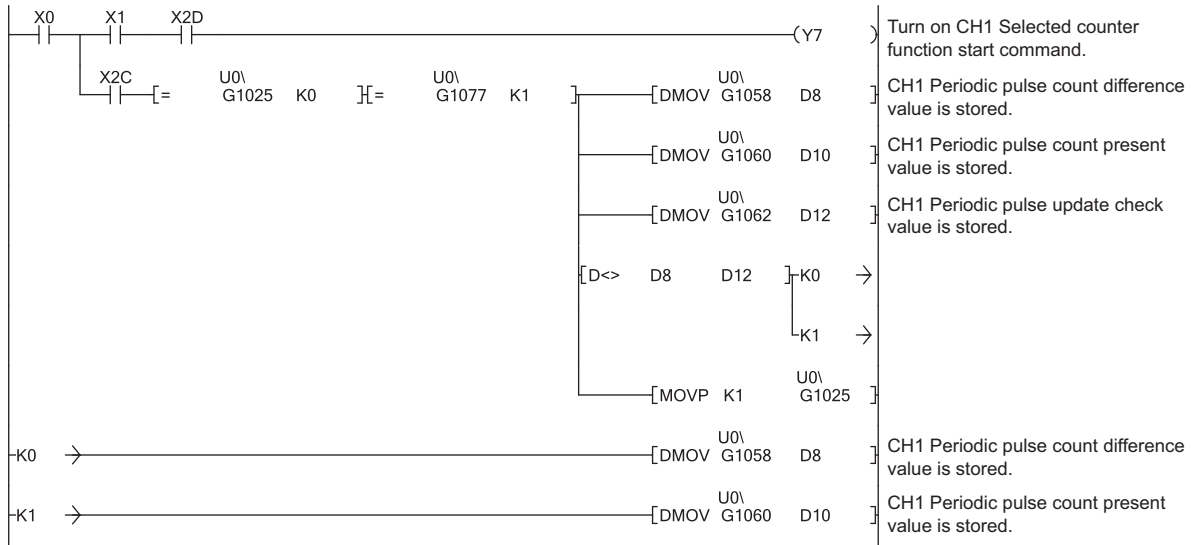 X0 X1 X2D
(Y7 )
Turn on CH1 Selected counter
function start command.
X2C U0\ U0\ U0\
[= G1025 K0 ][= G1077 K1 ] [DMOV G1058 D8 ]
CH1 Periodic pulse count difference
value is stored.
U0\
[DMOV G1060 D10 ]
CH1 Periodic pulse count present
value is stored.
U0\
[DMOV G1062 D12 ]
CH1 Periodic pulse update check
value is stored.
[D<> D8 D12 ] K0
K1
U0\
[MOVP K1 G1025 ]
U0\
K0 [DMOV G1058 D8 ]
CH1 Periodic pulse count difference
value is stored.
U0\
K1 [DMOV G1060 D10 ]
CH1 Periodic pulse count present
value is stored.